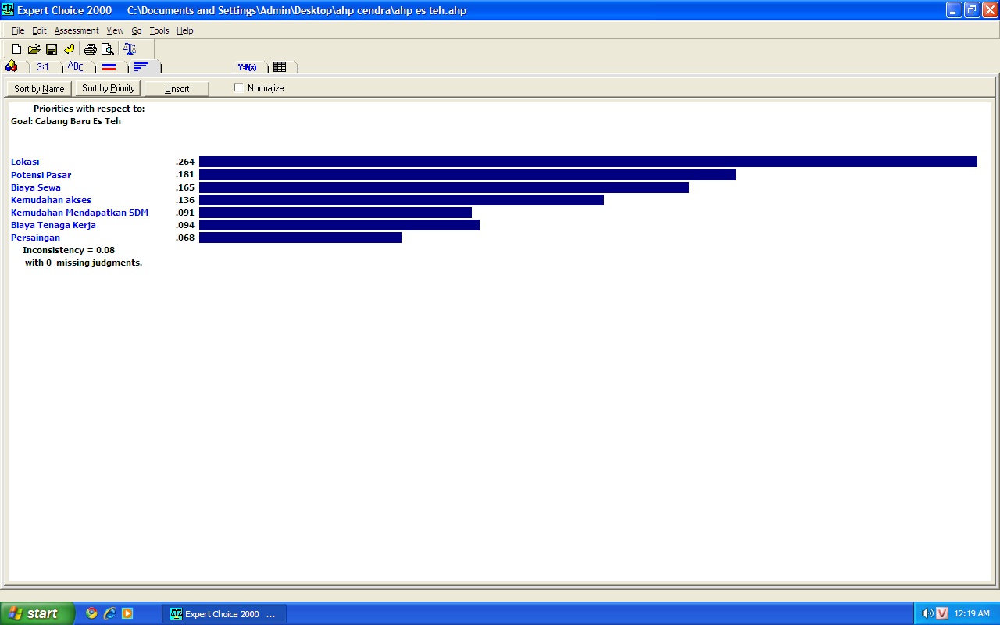 Expert Choice 2000 C:\Documents and Settings\Admin\Desktop\ahp cendra\ahp es teh.ahp
File Edit Assessment View Go Tools Help
3:1 ABC Y=F(x)
Sort by Name Sort by Priority Unsort Normalize
Priorities with respect to:
Goal: Cabang Baru Es Teh
Lokasi .264
Potensi Pasar .181
Biaya Sewa .165
Kemudahan akses .136
Kemudahan Mendapatkan SDM .091
Biaya Tenaga Kerja .094
Persaingan .068
Inconsistency = 0.08
with 0 missing judgments.
start Expert Choice 2000 ... V 12:19 AM